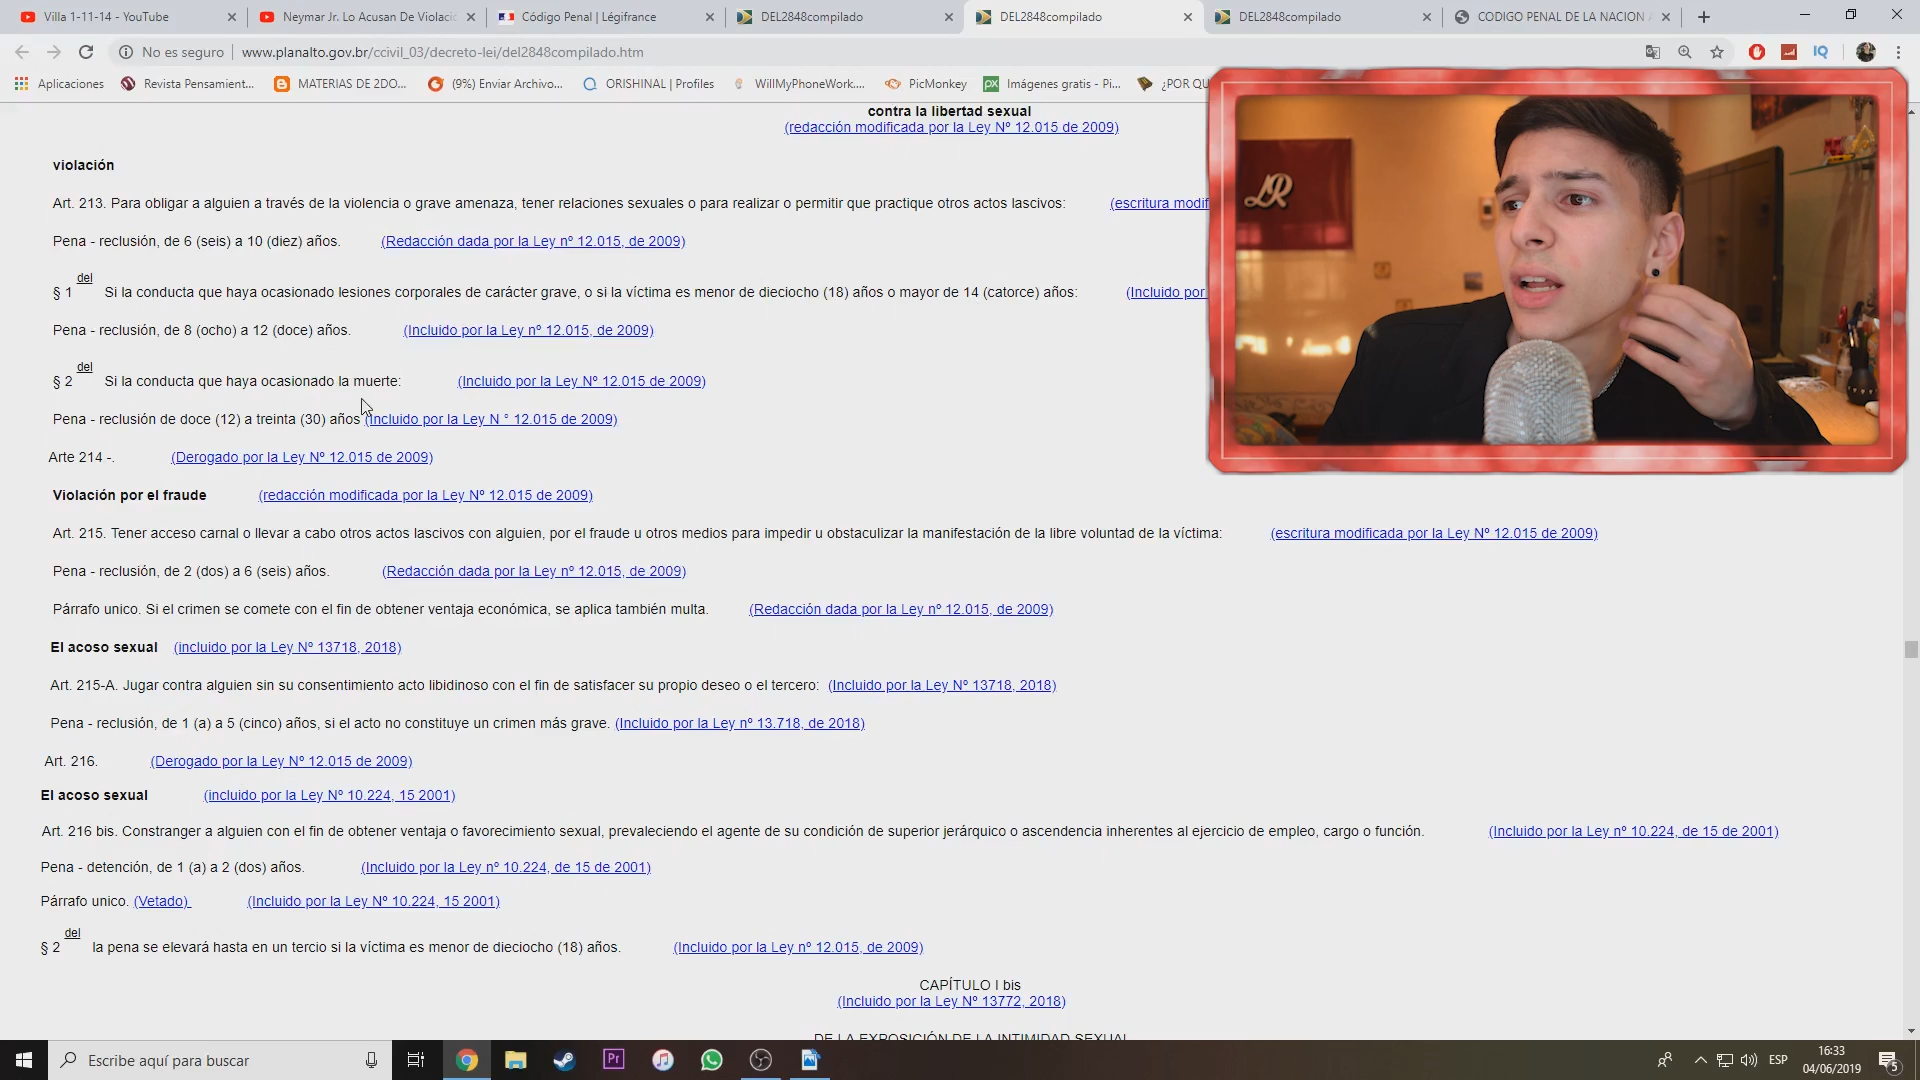 Villa 1-11-14 - YouTube
Neymar Jr. Lo Acusan De Violació
Código Penal | Légifrance
DEL2848compilado
DEL2848compilado
DEL2848compilado
CODIGO PENAL DE LA NACION A
No es seguro | www.planalto.gov.br/ccivil_03/decreto-lei/del2848compilado.htm
IQ
Aplicaciones
Revista Pensamient...
MATERIAS DE 2DO...
(9%) Enviar Archivo...
ORISHINAL | Profiles
WillMyPhoneWork....
PicMonkey
Imágenes gratis - Pi...
¿POR QU
contra la libertad sexual
(redacción modificada por la Ley Nº 12.015 de 2009)
violación
Art. 213. Para obligar a alguien a través de la violencia o grave amenaza, tener relaciones sexuales o para realizar o permitir que practique otros actos lascivos: (escritura modif
Pena - reclusión, de 6 (seis) a 10 (diez) años. (Redacción dada por la Ley nº 12.015, de 2009)
§ 1 del Si la conducta que haya ocasionado lesiones corporales de carácter grave, o si la víctima es menor de dieciocho (18) años o mayor de 14 (catorce) años: (Incluido por
Pena - reclusión, de 8 (ocho) a 12 (doce) años. (Incluido por la Ley nº 12.015, de 2009)
§ 2 del Si la conducta que haya ocasionado la muerte: (Incluido por la Ley Nº 12.015 de 2009)
Pena - reclusión de doce (12) a treinta (30) años (Incluido por la Ley N ° 12.015 de 2009)
Arte 214 -. (Derogado por la Ley Nº 12.015 de 2009)
Violación por el fraude (redacción modificada por la Ley Nº 12.015 de 2009)
Art. 215. Tener acceso carnal o llevar a cabo otros actos lascivos con alguien, por el fraude u otros medios para impedir u obstaculizar la manifestación de la libre voluntad de la víctima: (escritura modificada por la Ley Nº 12.015 de 2009)
Pena - reclusión, de 2 (dos) a 6 (seis) años. (Redacción dada por la Ley nº 12.015, de 2009)
Párrafo unico. Si el crimen se comete con el fin de obtener ventaja económica, se aplica también multa. (Redacción dada por la Ley nº 12.015, de 2009)
El acoso sexual (incluido por la Ley Nº 13718, 2018)
Art. 215-A. Jugar contra alguien sin su consentimiento acto libidinoso con el fin de satisfacer su propio deseo o el tercero: (Incluido por la Ley Nº 13718, 2018)
Pena - reclusión, de 1 (a) a 5 (cinco) años, si el acto no constituye un crimen más grave. (Incluido por la Ley nº 13.718, de 2018)
Art. 216. (Derogado por la Ley Nº 12.015 de 2009)
El acoso sexual (incluido por la Ley Nº 10.224, 15 2001)
Art. 216 bis. Constranger a alguien con el fin de obtener ventaja o favorecimiento sexual, prevaleciendo el agente de su condición de superior jerárquico o ascendencia inherentes al ejercicio de empleo, cargo o función. (Incluido por la Ley nº 10.224, de 15 de 2001)
Pena - detención, de 1 (a) a 2 (dos) años. (Incluido por la Ley nº 10.224, de 15 de 2001)
Párrafo unico. (Vetado) (Incluido por la Ley Nº 10.224, 15 2001)
§ 2 del la pena se elevará hasta en un tercio si la víctima es menor de dieciocho (18) años. (Incluido por la Ley nº 12.015, de 2009)
CAPÍTULO I bis
(Incluido por la Ley Nº 13772, 2018)
DE LA EXPOSICIÓN DE LA INTIMIDAD SEXUAL
Escribe aquí para buscar
Pr
ESP
16:33
04/06/2019
5